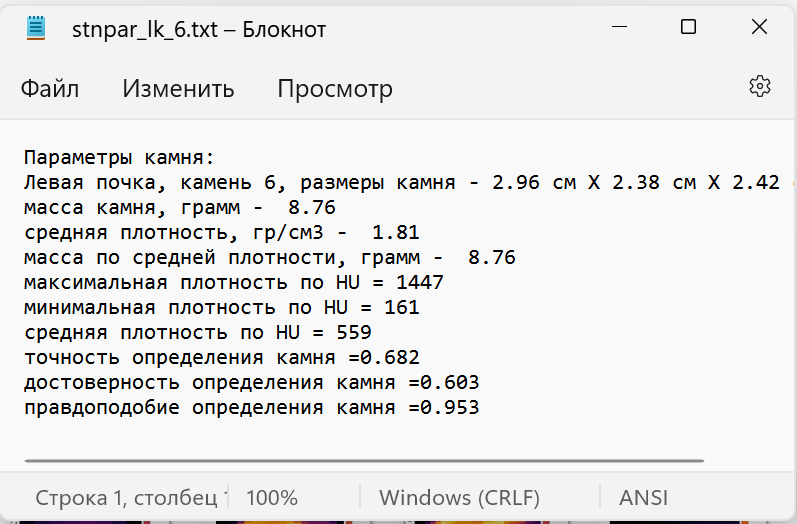 stnpar_lk_6.txt – Блокнот
Файл Изменить Просмотр
Параметры камня:
Левая почка, камень 6, размеры камня - 2.96 см X 2.38 см X 2.42
масса камня, грамм -  8.76
средняя плотность, гр/см3 -  1.81
масса по средней плотности, грамм -  8.76
максимальная плотность по HU = 1447
минимальная плотность по HU = 161
средняя плотность по HU = 559
точность определения камня =0.682
достоверность определения камня =0.603
правдоподобие определения камня =0.953
Строка 1, столбец 100% Windows (CRLF) ANSI